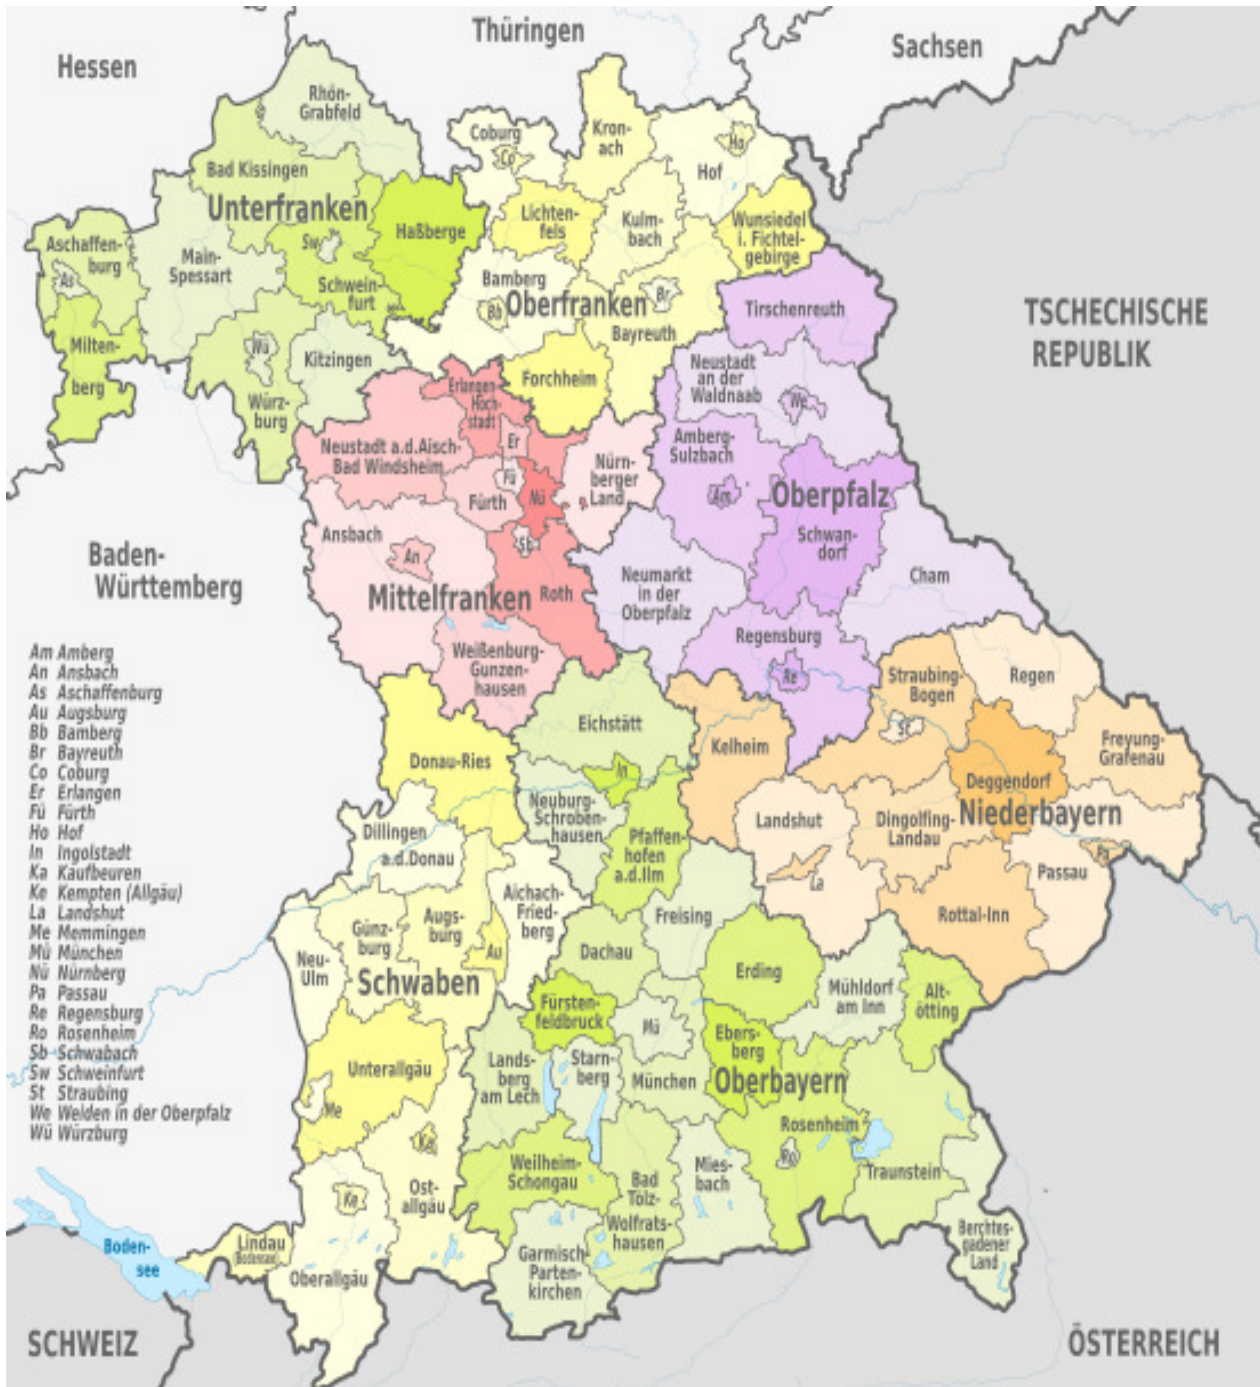 Thüringen
Sachsen
Hessen
Rhön-
Grabfeld
Coburg
Co
Kron-
ach
Ho
Hof
Bad Kissingen
Unterfranken
Haßberge
Lichten-
fels
Kulm-
bach
Wunsiedel
i. Fichtel-
gebirge
Aschaffen-
burg
As
Main-
Spessart
Sw
Schwein-
furt
Bamberg
Bb
Oberfranken
Br
Bayreuth
Tirschenreuth
TSCHECHISCHE
REPUBLIK
Milten-
berg
Wü
Würz-
burg
Kitzingen
Forchheim
Neustadt
an der
Waldnaab
We
Erlangen-
Höch-
stadt
Er
Neustadt a.d.Aisch-
Bad Windsheim
Fü
Fürth
Nü
Nürn-
berger
Land
Amberg-
Sulzbach
Am
Oberpfalz
Schwan-
dorf
Ansbach
An
Sb
Mittelfranken
Roth
Neumarkt
in der
Oberpfalz
Cham
Baden-
Württemberg
Regensburg
Re
Weißenburg-
Gunzen-
hausen
Straubing-
Bogen
St
Regen
Eichstätt
Kelheim
Freyung-
Grafenau
Donau-Ries
In
Neuburg-
Schroben-
hausen
Pfaffen-
hofen
a.d.Ilm
Landshut
La
Dingolfing-
Landau
Deggendorf
Niederbayern
Pa
Passau
Rottal-Inn
Dillingen
a.d.Donau
Aichach-
Fried-
berg
Freising
Günz-
burg
Augs-
burg
Au
Neu-
Ulm
Schwaben
Dachau
Erding
Mühldorf
am Inn
Alt-
ötting
Fürsten-
feldbruck
Mü
Ebers-
berg
Unterallgäu
Me
Lands-
berg
am Lech
Starn-
berg
München
Oberbayern
Rosenheim
Ro
Traunstein
Ka
Ost-
allgäu
Weilheim-
Schongau
Bad
Tölz-
Wolfrats-
hausen
Mies-
bach
Ke
Oberallgäu
Lindau
(Bodensee)
Garmisch-
Parten-
kirchen
Berchtes-
gadener
Land
Boden-
see
SCHWEIZ
ÖSTERREICH
Am Amberg
An Ansbach
As Aschaffenburg
Au Augsburg
Bb Bamberg
Br Bayreuth
Co Coburg
Er Erlangen
Fü Fürth
Ho Hof
In Ingolstadt
Ka Kaufbeuren
Ke Kempten (Allgäu)
La Landshut
Me Memmingen
Mü München
Nü Nürnberg
Pa Passau
Re Regensburg
Ro Rosenheim
Sb Schwabach
Sw Schweinfurt
St Straubing
We Weiden in der Oberpfalz
Wü Würzburg